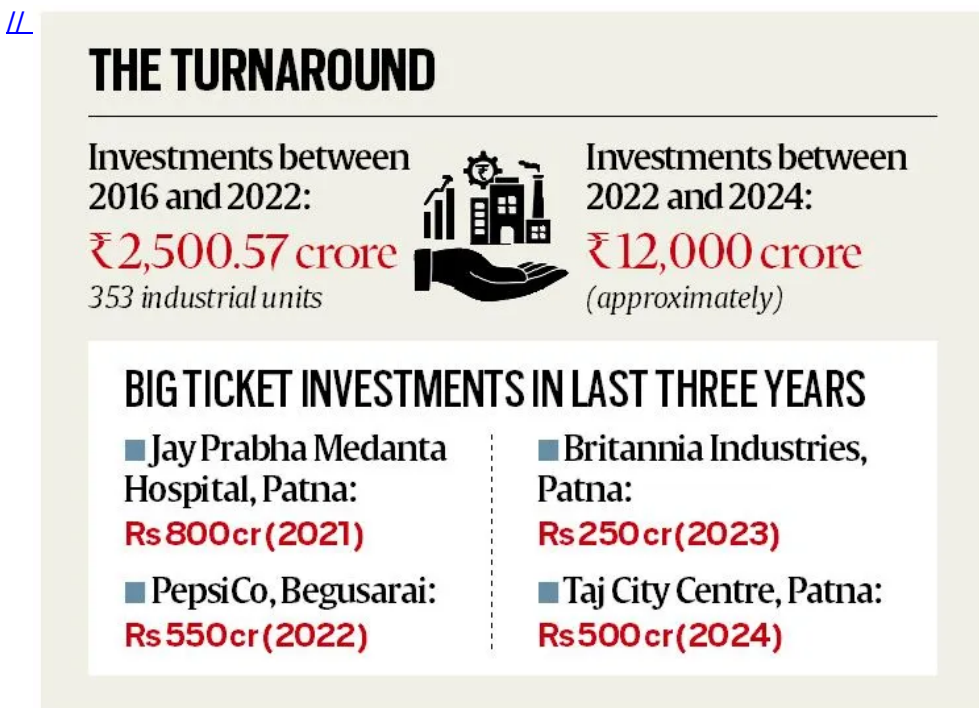 //
THE TURNAROUND
Investments between
2016 and 2022:
₹2,500.57 crore
353 industrial units
₹
Investments between
2022 and 2024:
₹12,000 crore
(approximately)
BIG TICKET INVESTMENTS IN LAST THREE YEARS
Jay Prabha Medanta
Hospital, Patna:
Rs 800 cr (2021)
PepsiCo, Begusarai:
Rs 550 cr (2022)
Britannia Industries,
Patna:
Rs 250 cr (2023)
Taj City Centre, Patna:
Rs 500 cr (2024)